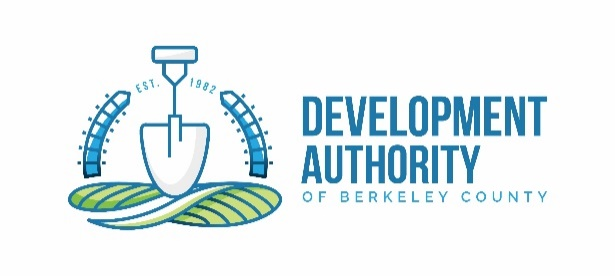 EST. 1982
DEVELOPMENT
AUTHORITY
OF BERKELEY COUNTY